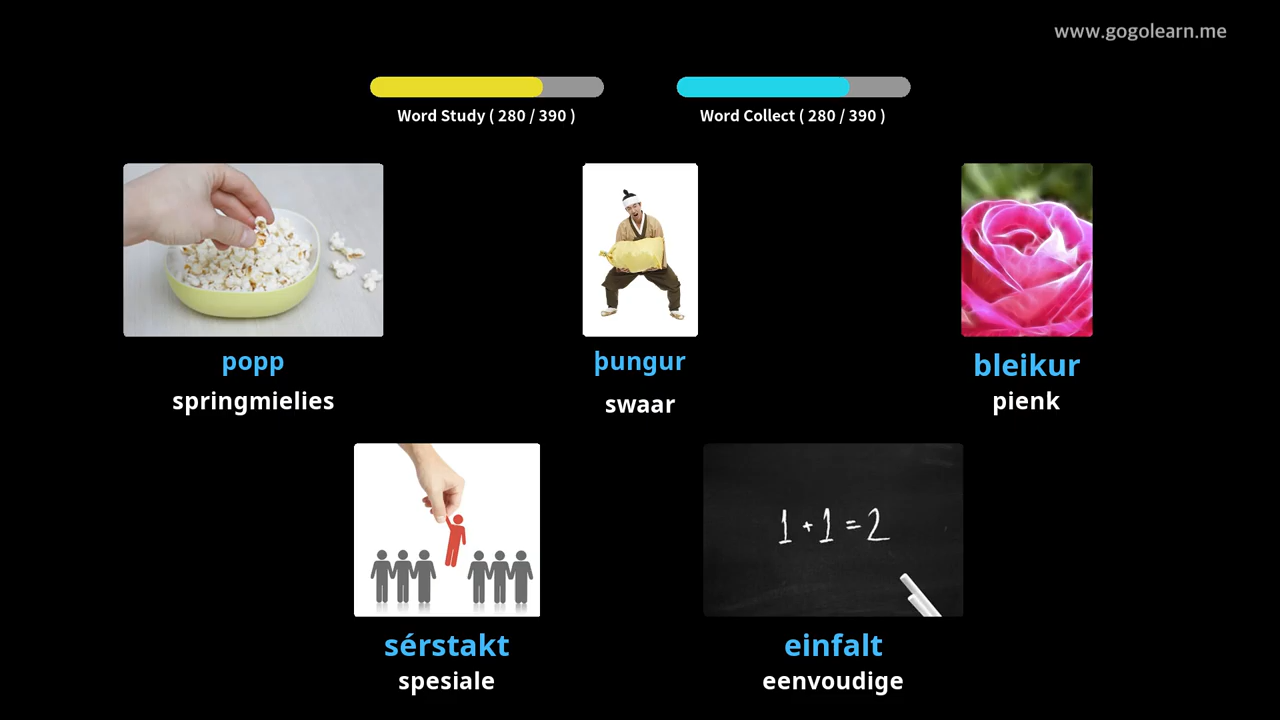 www.gogolearn.me
Word Study ( 280 / 390 )
Word Collect ( 280 / 390 )
popp
springmielies
þungur
swaar
bleikur
pienk
sérstakt
spesiale
1 + 1 = 2
einfalt
eenvoudige